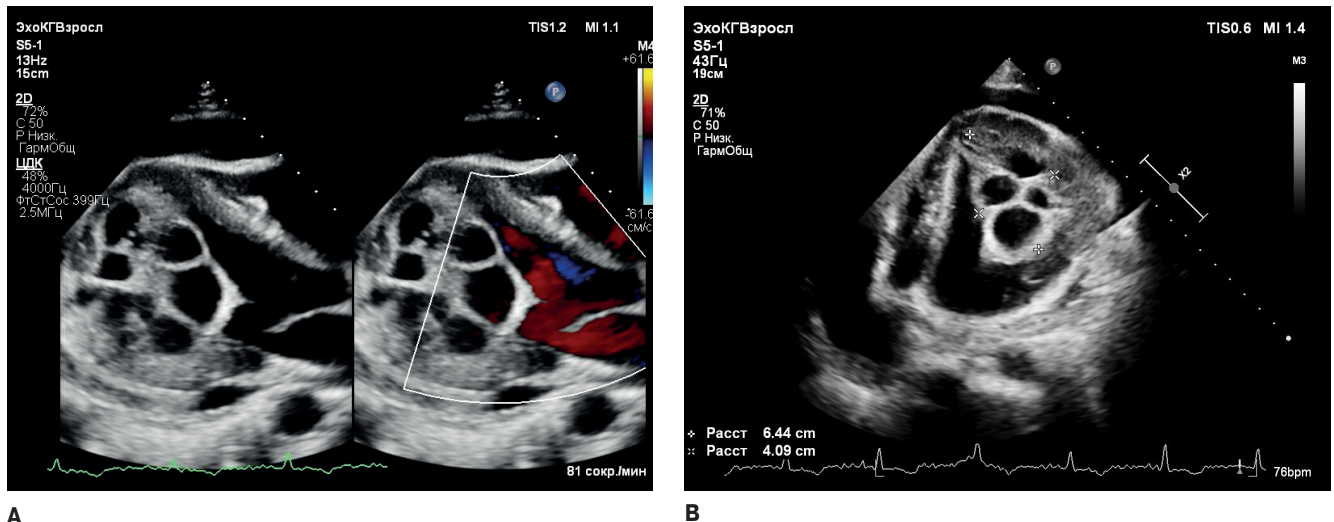 ЭхоКГВзросл
TIS1.2 MI 1.1
S5-1
13Hz
15cm
M4
+61.6
2D
72%
C 50
P Низк.
ГармОбщ
ЦДК
48%
4000Гц
ФтСтСос 399Гц
2.5МГц
P
-61.6
см/с
81 сокр./мин
A
ЭхоКГВзросл
TIS0.6 MI 1.4
S5-1
43Гц
19см
M3
2D
71%
C 50
P Низк.
ГармОбщ
P
x2
Расст 6.44 cm
Расст 4.09 cm
76bpm
B